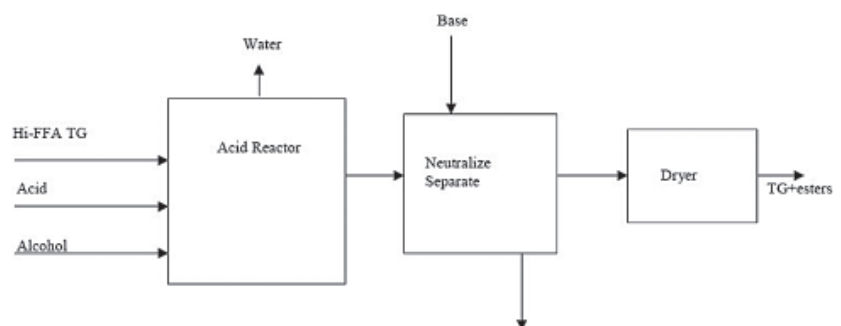 Base
Water
Hi-FFA TG
Acid Reactor
Neutralize
Separate
Dryer
Acid
TG+esters
Alcohol